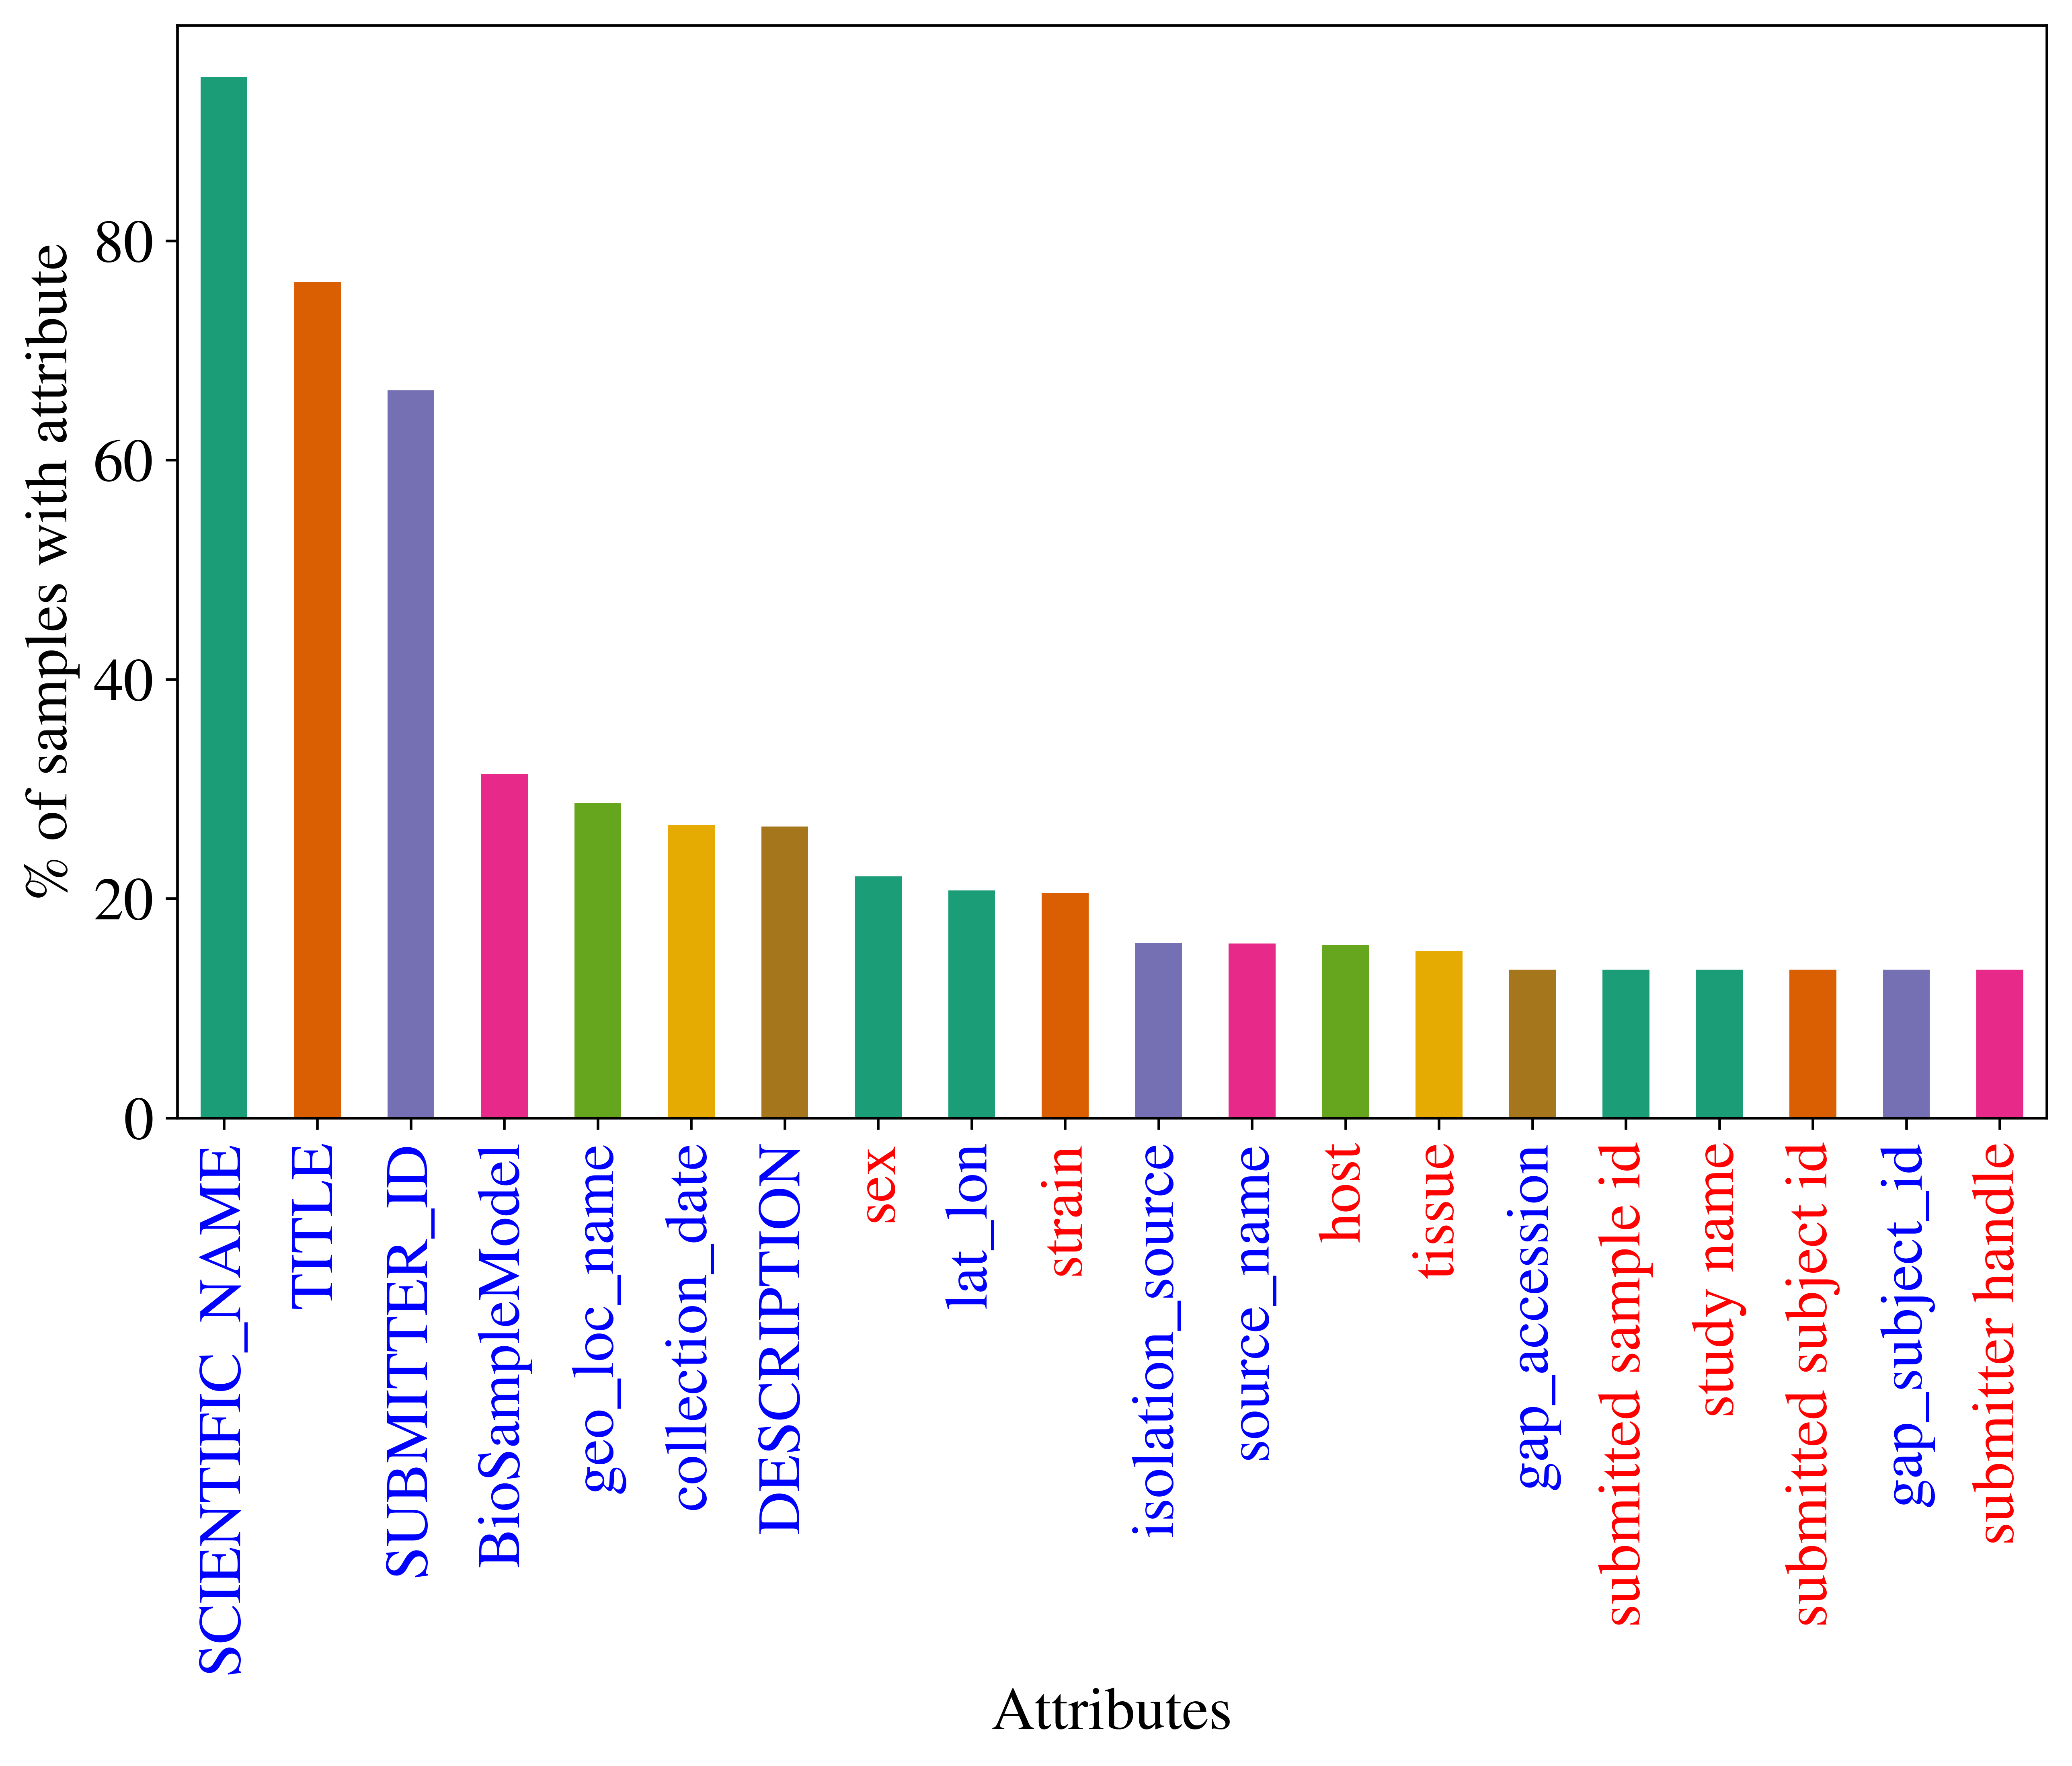 % of samples with attribute
80
60
40
20
0
SCIENTIFIC_NAME
TITLE
SUBMITTER_ID
BioSampleModel
geo_loc_name
collection_date
DESCRIPTION
sex
lat_lon
strain
isolation_source
source_name
host
tissue
gap_accession
submitted sample id
study name
submitted subject id
gap_subject_id
submitter handle
Attributes